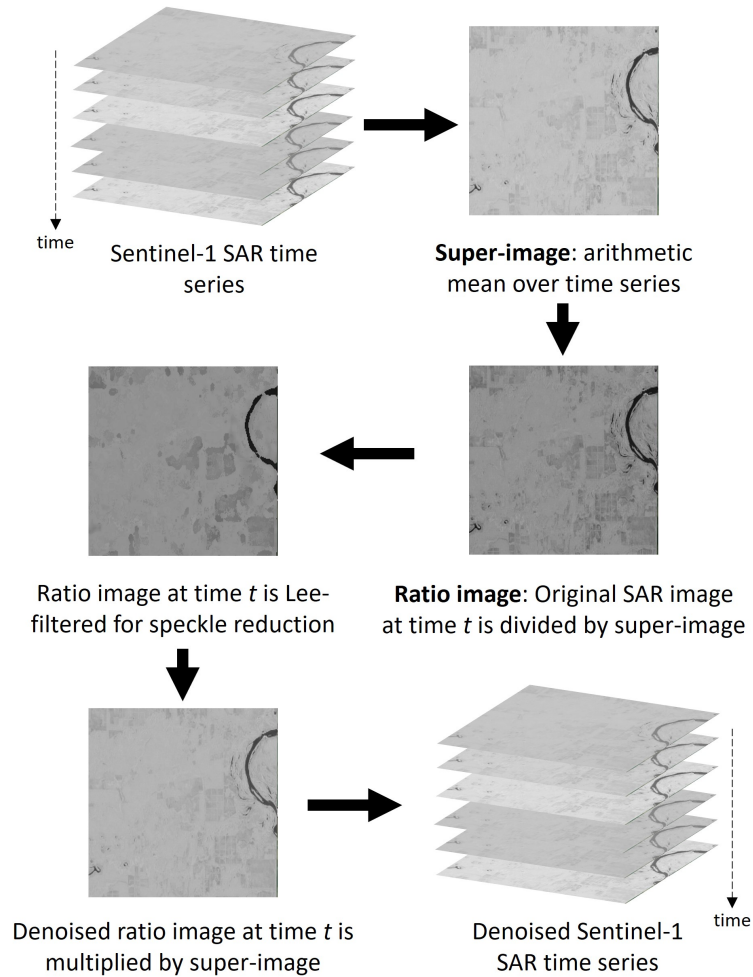 time
Sentinel-1 SAR time
series
Super-image: arithmetic
mean over time series
Ratio image at time t is Lee-
filtered for speckle reduction
Ratio image: Original SAR image
at time t is divided by super-image
Denoised ratio image at time t is
multiplied by super-image
Denoised Sentinel-1
SAR time series
time